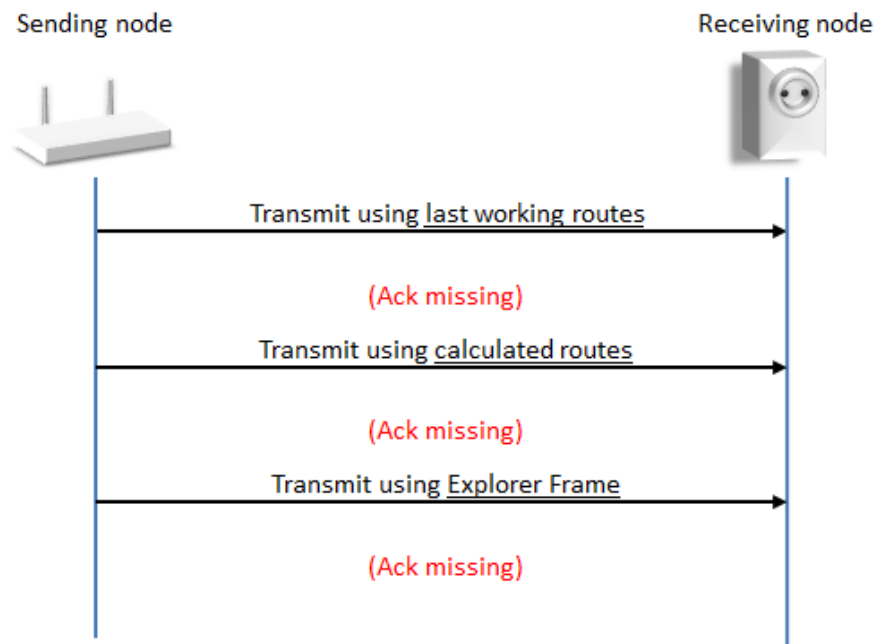 Sending node
Receiving node
Transmit using last working routes
(Ack missing)
Transmit using calculated routes
(Ack missing)
Transmit using Explorer Frame
(Ack missing)